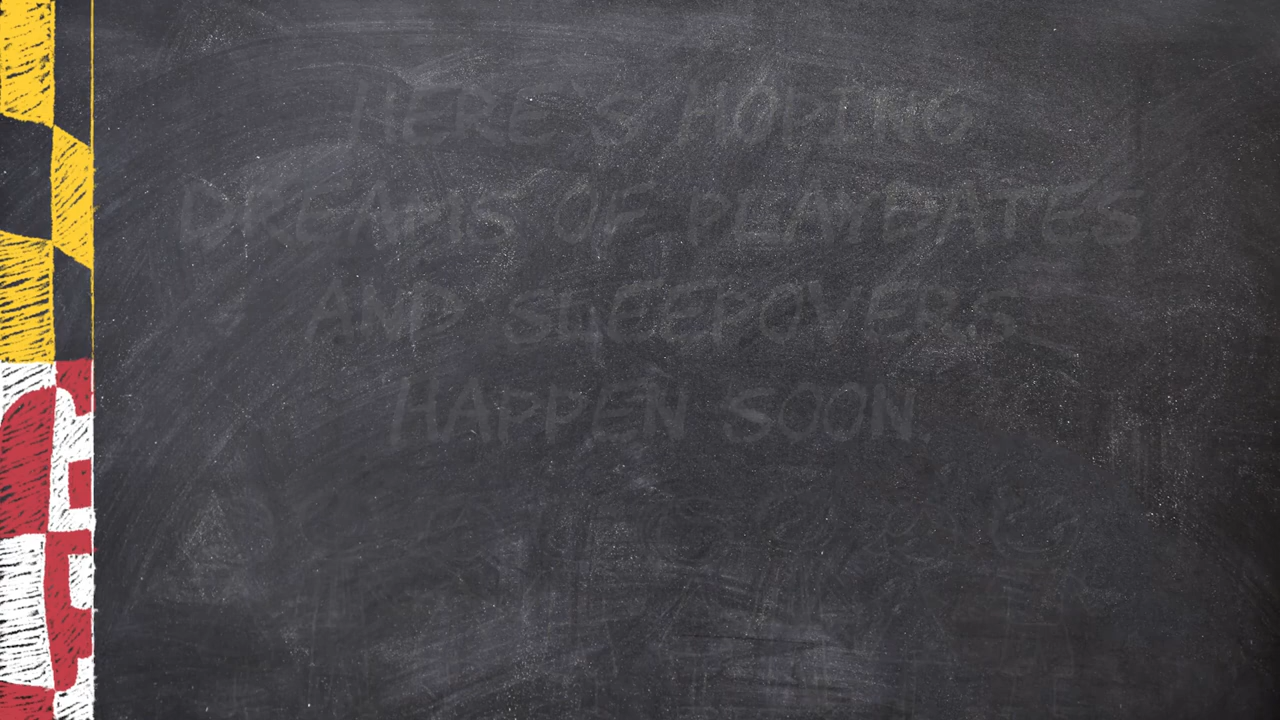 HERE'S HOPING
DREAMS OF PLAYDATES
AND SLEEPOVERS
HAPPEN SOON.